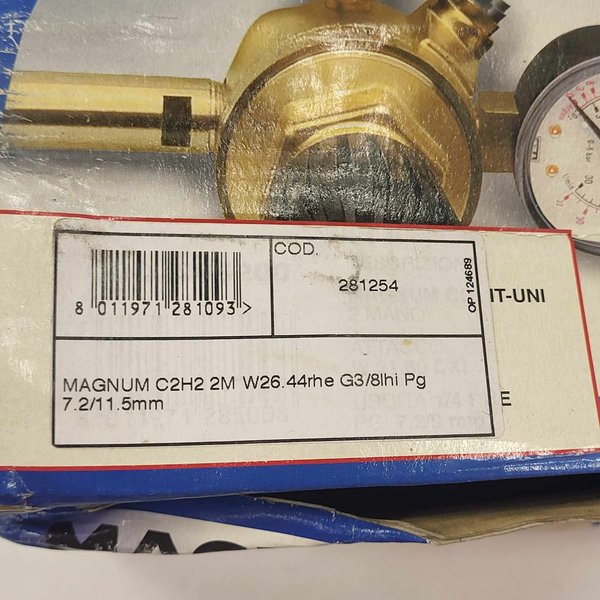 COD.
281254
8 011971 281093 >
OP 124689
IT-UNI
MAGNUM C2H2 2M W26.44rhe G3/8lhi Pg
7.2/11.5mm
E